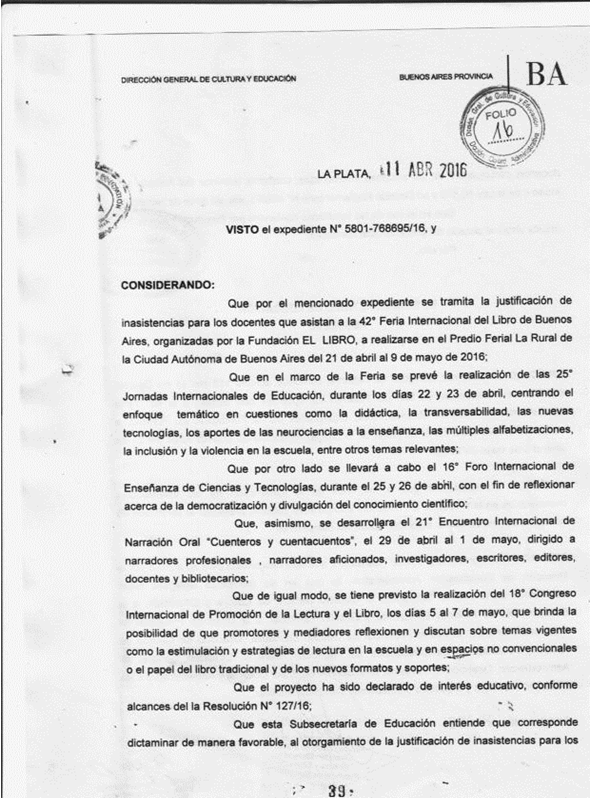 DIRECCIÓN GENERAL DE CULTURA Y EDUCACIÓN
BUENOS AIRES PROVINCIA
BA
FOLIO
16
LA PLATA, 11 ABR 2016
VISTO el expediente N° 5801-768695/16, y
CONSIDERANDO:
Que por el mencionado expediente se tramita la justificación de
inasistencias para los docentes que asistan a la 42° Feria Internacional del Libro de Buenos
Aires, organizadas por la Fundación EL LIBRO, a realizarse en el Predio Ferial La Rural de
la Ciudad Autónoma de Buenos Aires del 21 de abril al 9 de mayo de 2016;
Que en el marco de la Feria se prevé la realización de las 25°
Jornadas Internacionales de Educación, durante los días 22 y 23 de abril, centrando el
enfoque temático en cuestiones como la didáctica, la transversabilidad, las nuevas
tecnologías, los aportes de las neurociencias a la enseñanza, las múltiples alfabetizaciones,
la inclusión y la violencia en la escuela, entre otros temas relevantes;
Que por otro lado se llevará a cabo el 16° Foro Internacional de
Enseñanza de Ciencias y Tecnologías, durante el 25 y 26 de abril, con el fin de reflexionar
acerca de la democratización y divulgación del conocimiento científico;
Que, asimismo, se desarrollara el 21° Encuentro Internacional de
Narración Oral "Cuenteros y cuentacuentos", el 29 de abril al 1 de mayo, dirigido a
narradores profesionales , narradores aficionados, investigadores, escritores, editores,
docentes y bibliotecarios;
Que de igual modo, se tiene previsto la realización del 18° Congreso
Internacional de Promoción de la Lectura y el Libro, los días 5 al 7 de mayo, que brinda la
posibilidad de que promotores y mediadores reflexionen y discutan sobre temas vigentes
como la estimulación y estrategias de lectura en la escuela y en espacios no convencionales
o el papel del libro tradicional y de los nuevos formatos y soportes;
Que el proyecto ha sido declarado de interés educativo, conforme
alcances del la Resolución N° 127/16;
Que esta Subsecretaría de Educación entiende que corresponde
dictaminar de manera favorable, al otorgamiento de la justificación de inasistencias para los
39